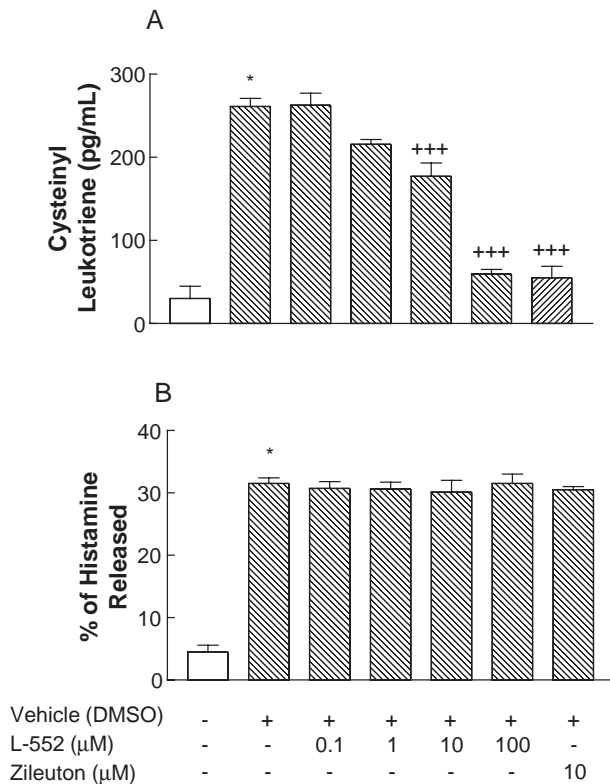 A
300
200
100
0
Cysteinyl
Leukotriene (pg/mL)
*
+++
+++
+++
B
40
30
20
10
0
% of Histamine
Released
*
Vehicle (DMSO) - + + + + + +
L-552 (μM) - - 0.1 1 10 100 -
Zileuton (μM) - - - - - - 10